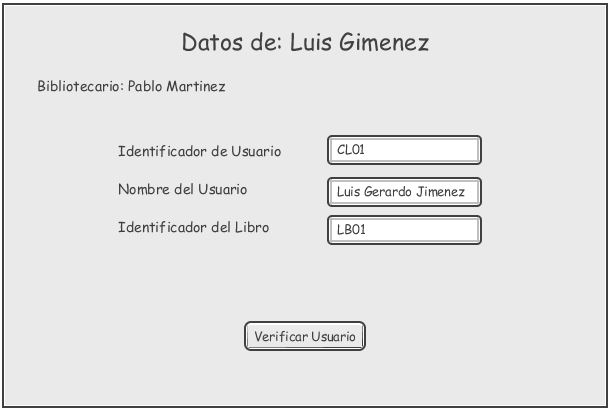 Datos de: Luis Gimenez
Bibliotecario: Pablo Martinez
Identificador de Usuario CL01
Nombre del Usuario Luis Gerardo Jimenez
Identificador del Libro LB01
Verificar Usuario